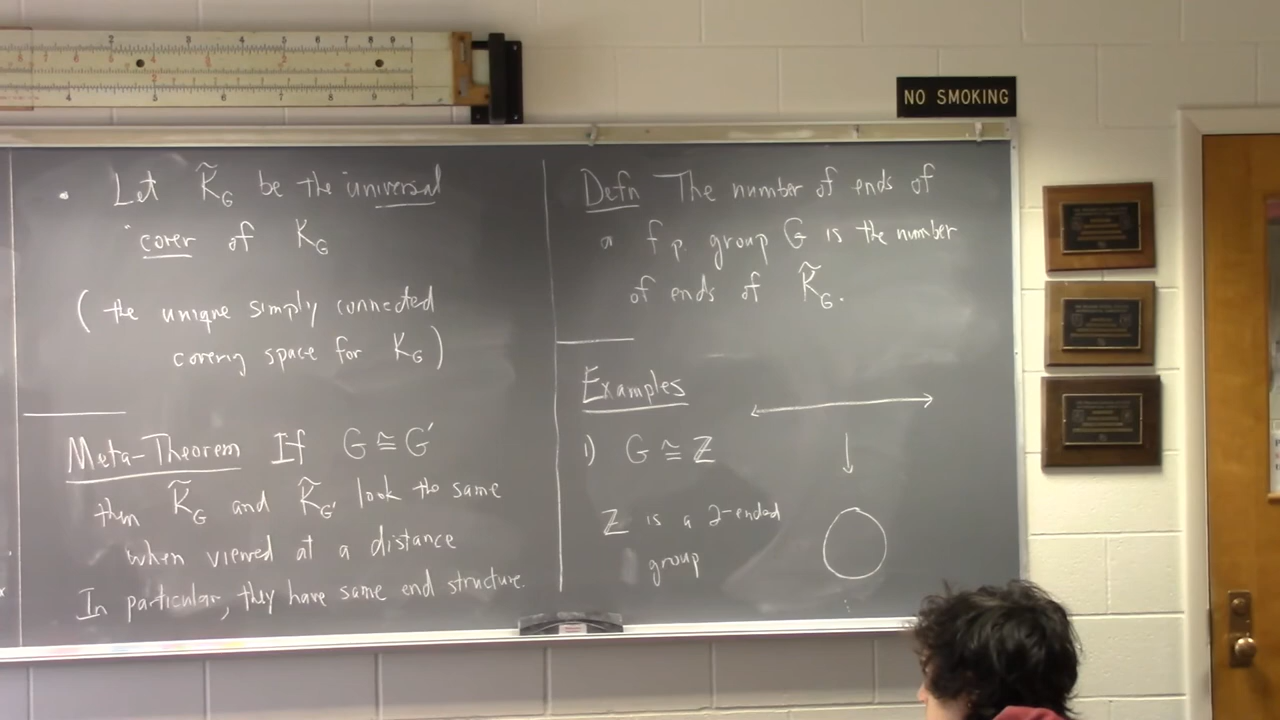 NO SMOKING
• Let K̃_G be the universal
cover of K_G
(the unique simply connected
covering space for K_G)
Meta-Theorem If G ≅ G'
then K̃_G and K̃_G' look the same
when viewed at a distance
In particular, they have same end structure.
Defn The number of ends of
a f.p. group G is the number
of ends of K̃_G.
Examples
1) G ≅ ℤ
ℤ is a 2-ended
group